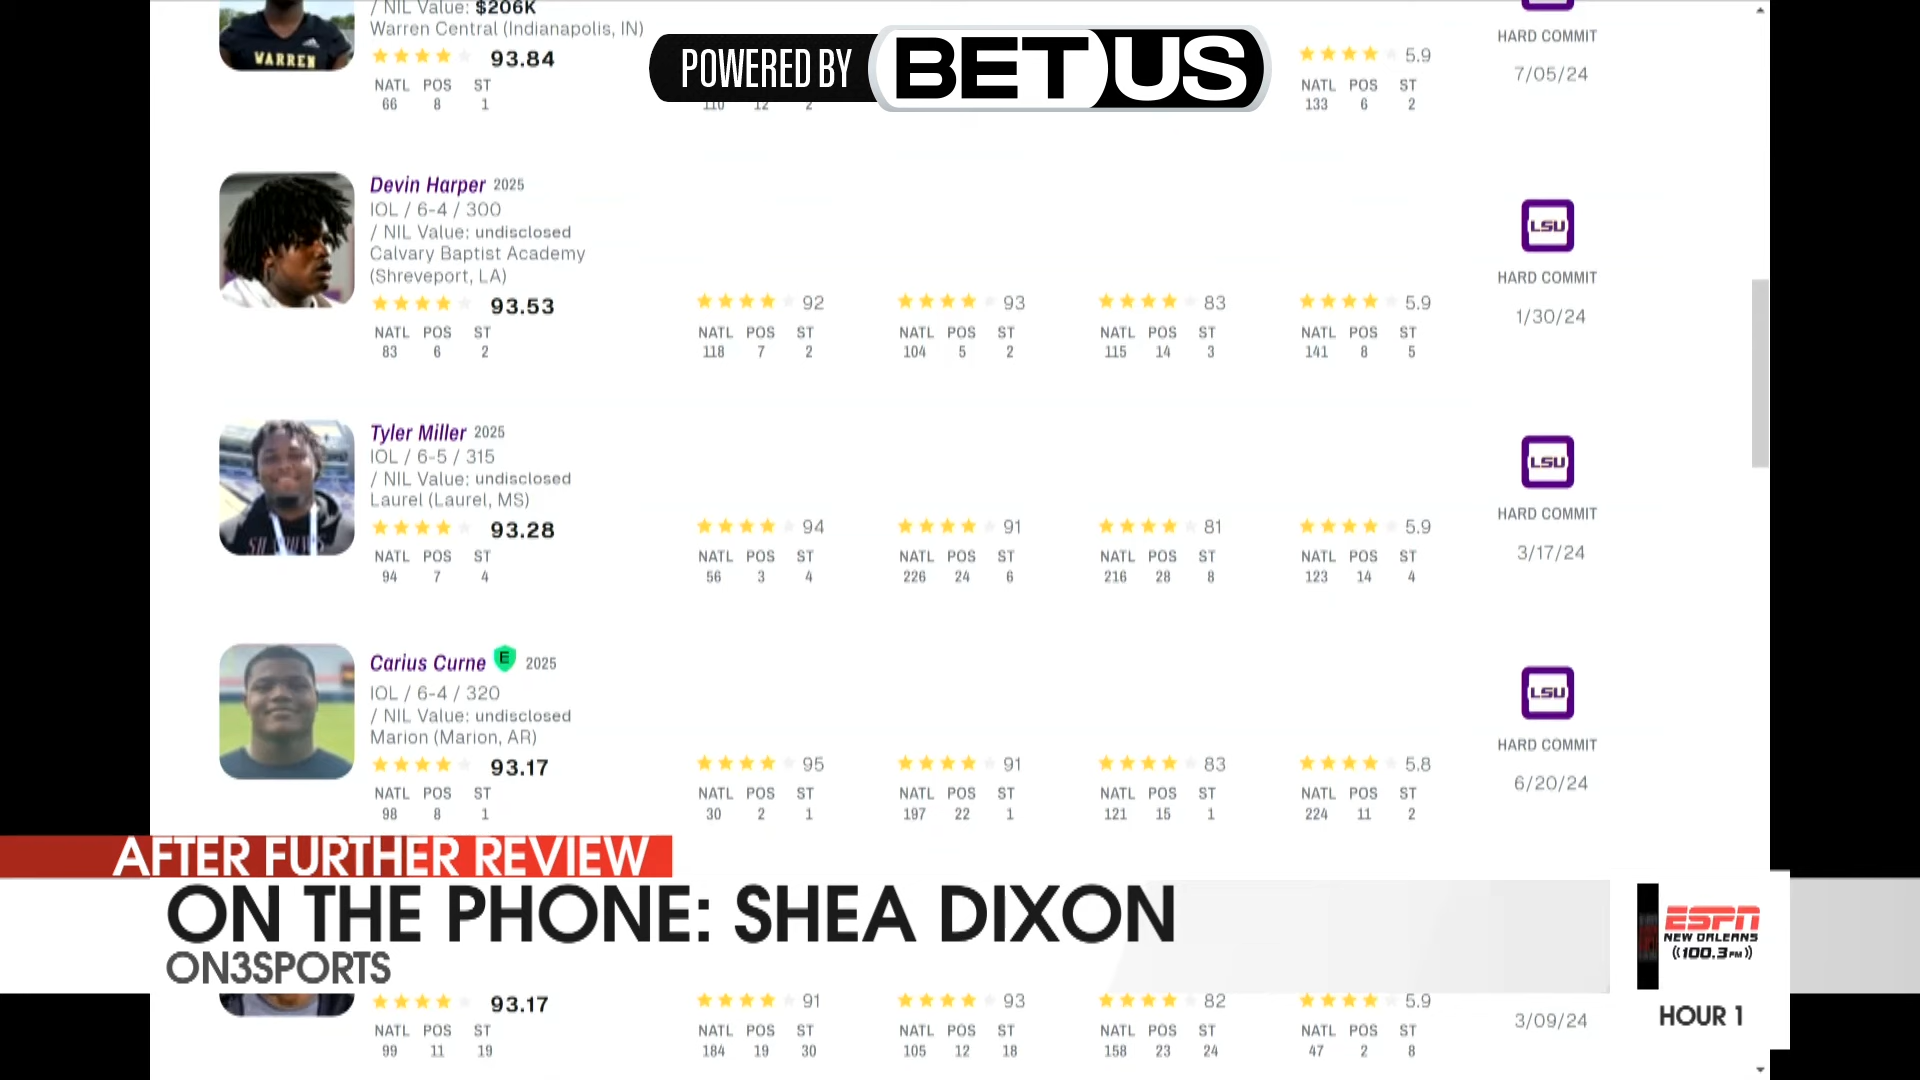 / NIL Value: $206K
Warren Central (Indianapolis, IN)
WARREN
93.84
NATL POS ST
66 8 1
POWERED BY BETUS
110 12 2
5.9
NATL POS ST
133 6 2
HARD COMMIT
7/05/24
Devin Harper 2025
IOL / 6-4 / 300
/ NIL Value: undisclosed
Calvary Baptist Academy
(Shreveport, LA)
93.53
NATL POS ST
83 6 2
92
NATL POS ST
118 7 2
93
NATL POS ST
104 5 2
83
NATL POS ST
115 14 3
5.9
NATL POS ST
141 8 5
LSU
HARD COMMIT
1/30/24
Tyler Miller 2025
IOL / 6-5 / 315
/ NIL Value: undisclosed
Laurel (Laurel, MS)
93.28
NATL POS ST
94 7 4
94
NATL POS ST
56 3 4
91
NATL POS ST
226 24 6
81
NATL POS ST
216 28 8
5.9
NATL POS ST
123 14 4
LSU
HARD COMMIT
3/17/24
Carius Curne E 2025
IOL / 6-4 / 320
/ NIL Value: undisclosed
Marion (Marion, AR)
93.17
NATL POS ST
98 8 1
95
NATL POS ST
30 2 1
91
NATL POS ST
197 22 1
83
NATL POS ST
121 15 1
5.8
NATL POS ST
224 11 2
LSU
HARD COMMIT
6/20/24
AFTER FURTHER REVIEW
ON THE PHONE: SHEA DIXON
ON3SPORTS
ESPN
NEW ORLEANS
100.3 FM
HOUR 1
93.17
NATL POS ST
99 11 19
91
NATL POS ST
184 19 30
93
NATL POS ST
105 12 18
82
NATL POS ST
158 23 24
5.9
NATL POS ST
47 2 8
3/09/24